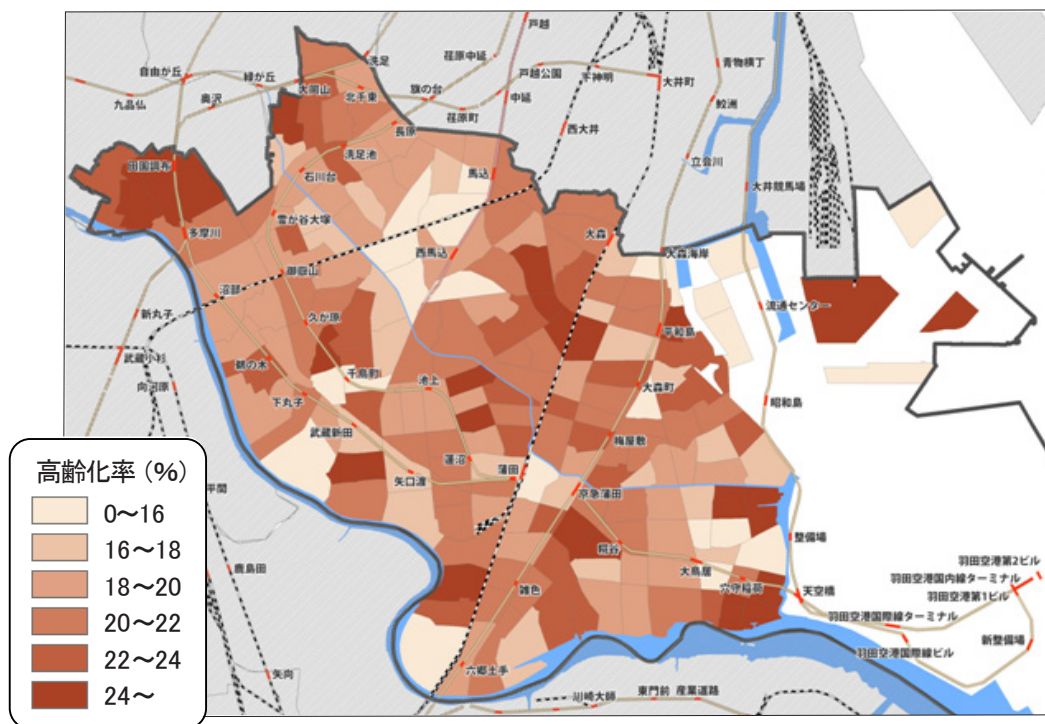 戸越
洗足
荏原中延
自由が丘
緑が丘
大岡山
北千束
旗の台
戸越公園
下神明
大井町
青物横丁
九品仏
奥沢
荏原町
中延
鮫洲
長原
西大井
洗足池
立会川
田園調布
石川台
馬込
大井競馬場
雪が谷大塚
多摩川
西馬込
大森
大森海岸
御嶽山
沼部
流通センター
新丸子
久が原
平和島
武蔵小杉
鵜の木
千鳥町
池上
向河原
下丸子
大森町
昭和島
武蔵新田
梅屋敷
蓮沼
蒲田
矢口渡
京急蒲田
平間
整備場
糀谷
鹿島田
大鳥居
穴守稲荷
雑色
天空橋
羽田空港第2ビル
羽田空港国内線ターミナル
羽田空港第1ビル
羽田空港国際線ターミナル
新整備場
羽田空港国際線ビル
六郷土手
矢向
川崎大師
東門前
産業道路
高齢化率(%)
0〜16
16〜18
18〜20
20〜22
22〜24
24〜